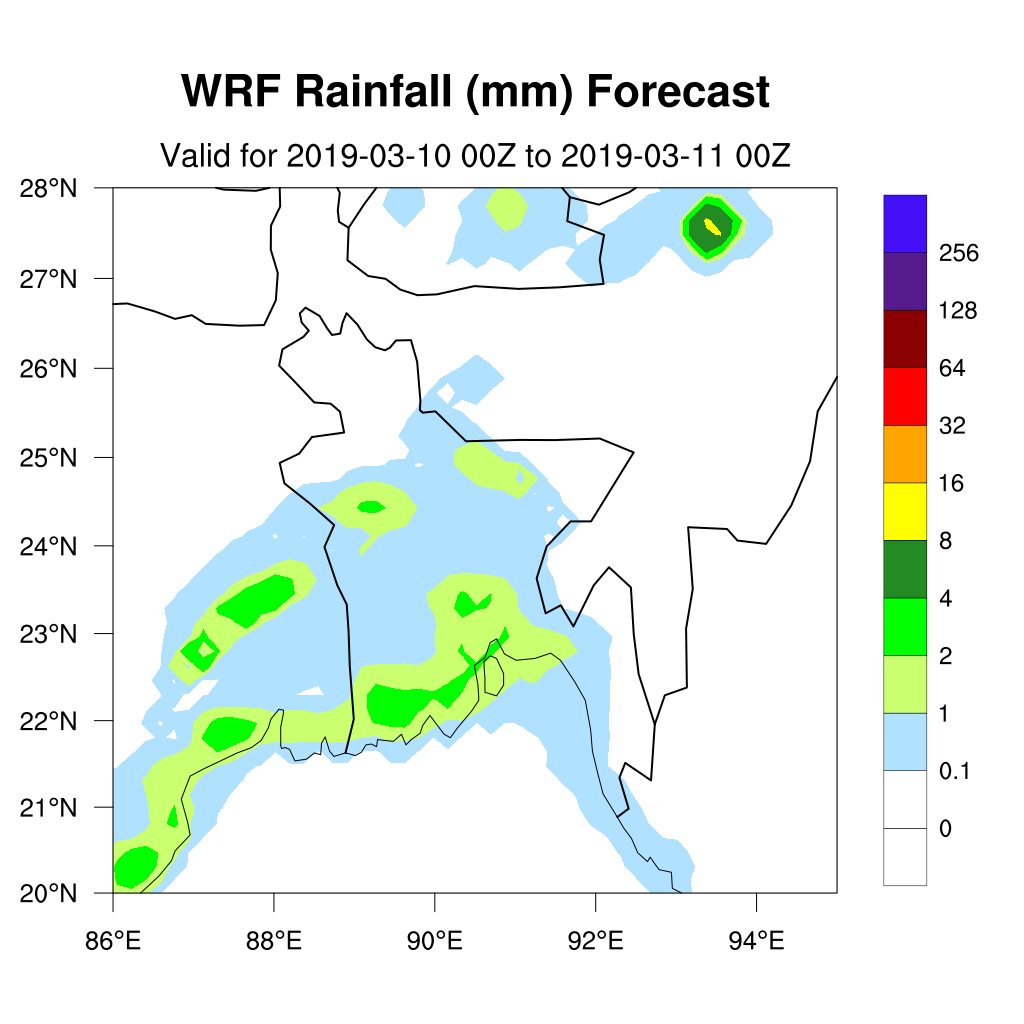 WRF Rainfall (mm) Forecast
Valid for 2019-03-10 00Z to 2019-03-11 00Z
28°N
27°N
26°N
25°N
24°N
23°N
22°N
21°N
20°N
86°E
88°E
90°E
92°E
94°E
256
128
64
32
16
8
4
2
1
0.1
0